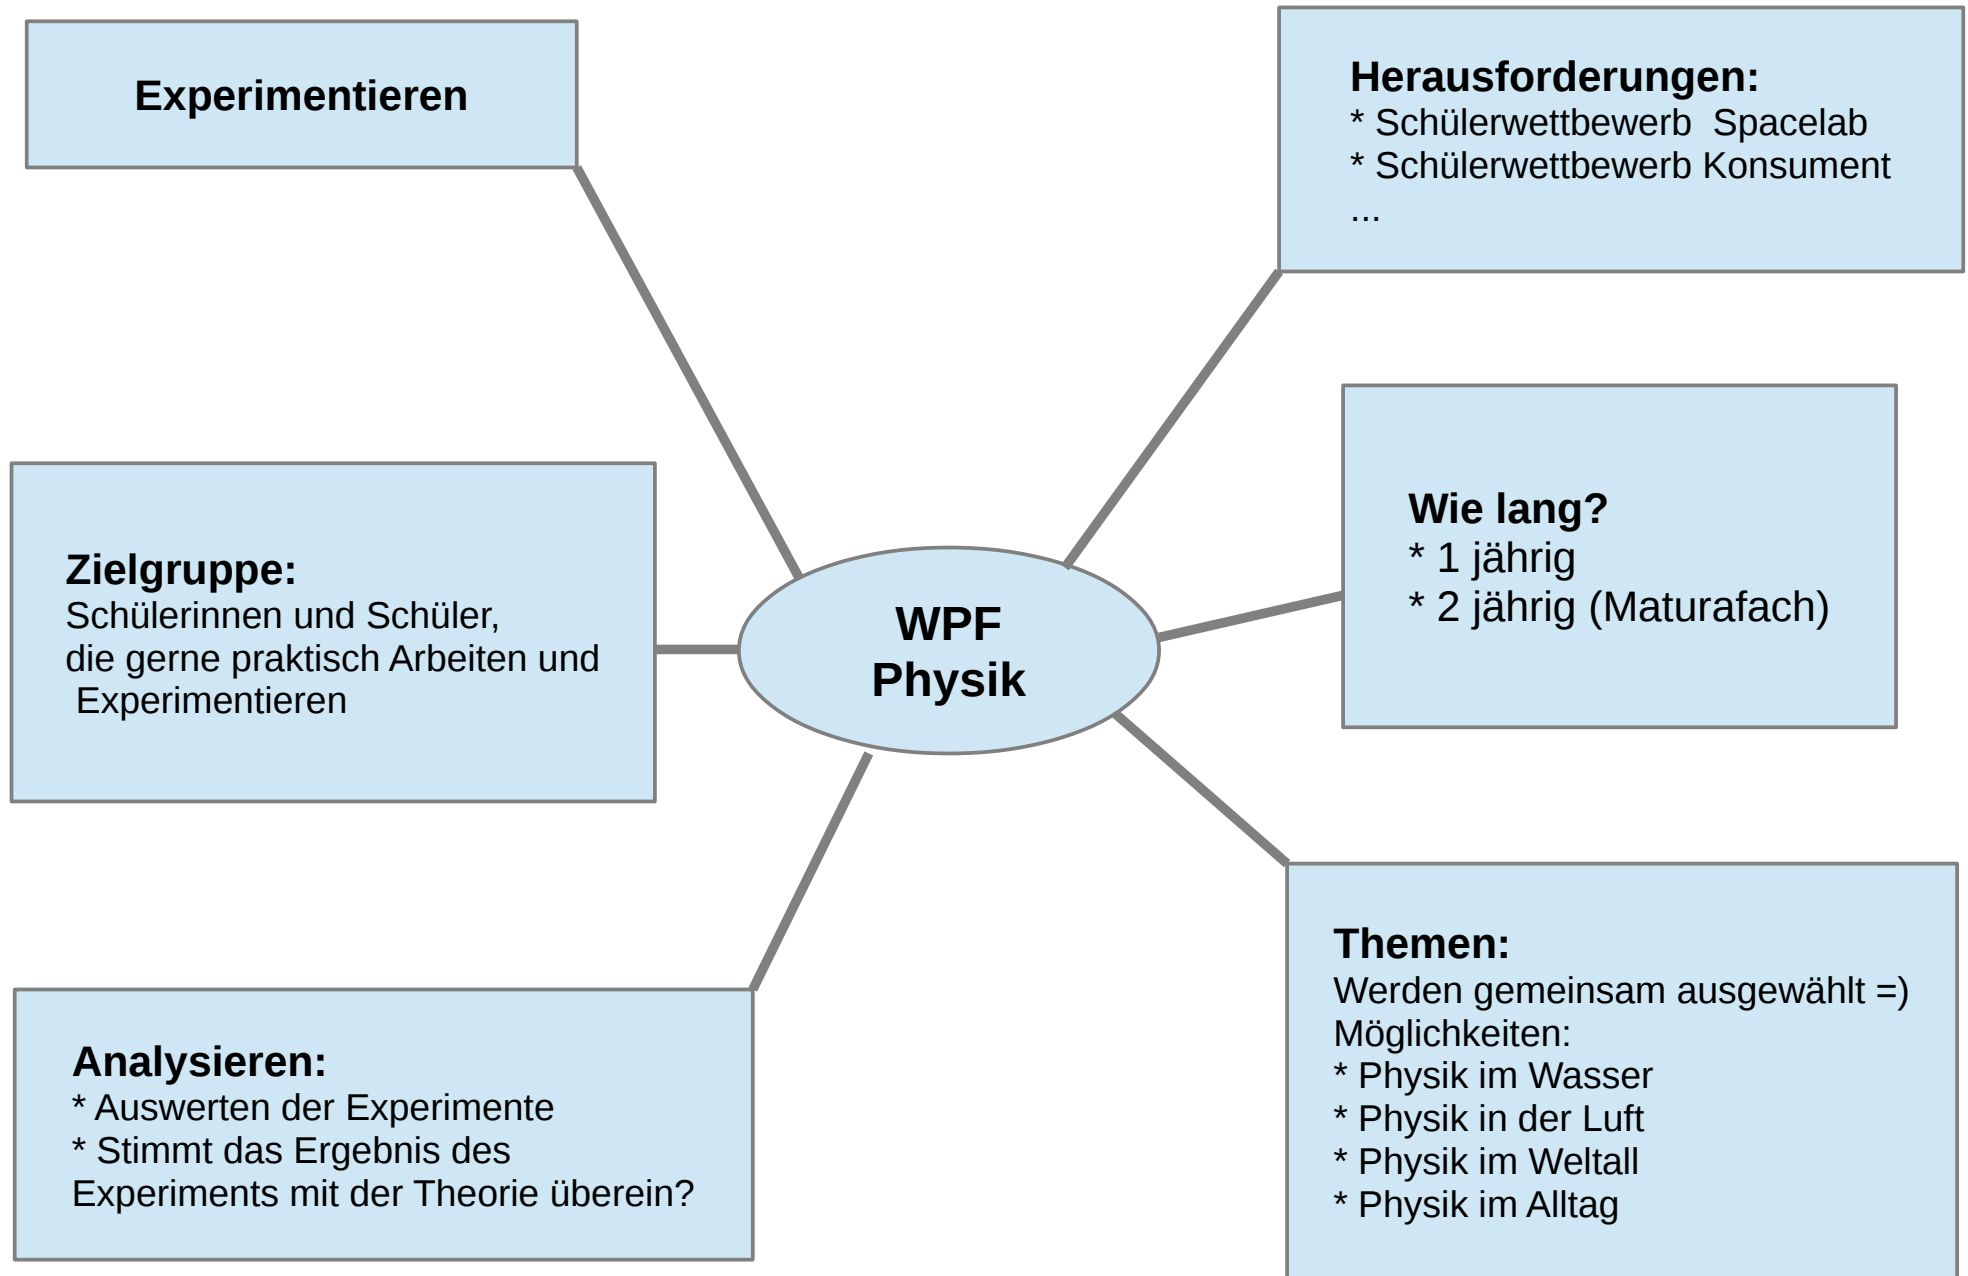 Experimentieren
Herausforderungen:
* Schülerwettbewerb  Spacelab
* Schülerwettbewerb Konsument
...
Wie lang?
* 1 jährig
* 2 jährig (Maturafach)
Zielgruppe:
Schülerinnen und Schüler,
die gerne praktisch Arbeiten und
Experimentieren
WPF
Physik
Analysieren:
* Auswerten der Experimente
* Stimmt das Ergebnis des
Experiments mit der Theorie überein?
Themen:
Werden gemeinsam ausgewählt =)
Möglichkeiten:
* Physik im Wasser
* Physik in der Luft
* Physik im Weltall
* Physik im Alltag